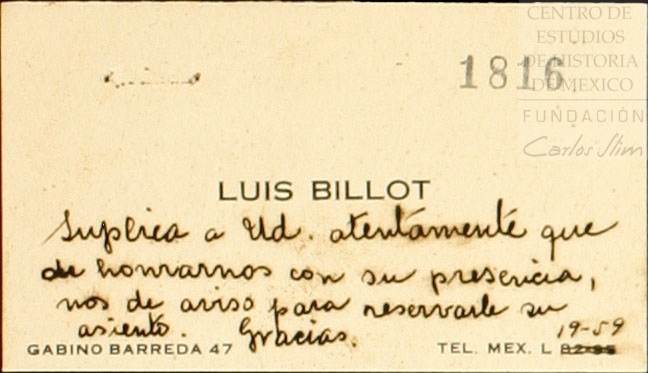 CENTRO DE
ESTUDIOS
DE HISTORIA
DE MEXICO
FUNDACIÓN
Carlos Slim
1816
LUIS BILLOT
Suplica a Ud. atentamente que
de honrarnos con su presencia,
nos de aviso para reservarle su
asiento. Gracias.
19-59
GABINO BARREDA 47 TEL. MEX. L